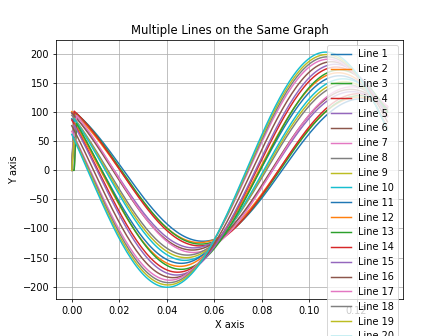 Multiple Lines on the Same Graph
Y axis
200
150
100
50
0
−50
−100
−150
−200
0.00
0.02
0.04
0.06
0.08
0.10
X axis
Line 1
Line 2
Line 3
Line 4
Line 5
Line 6
Line 7
Line 8
Line 9
Line 10
Line 11
Line 12
Line 13
Line 14
Line 15
Line 16
Line 17
Line 18
Line 19
Line 20